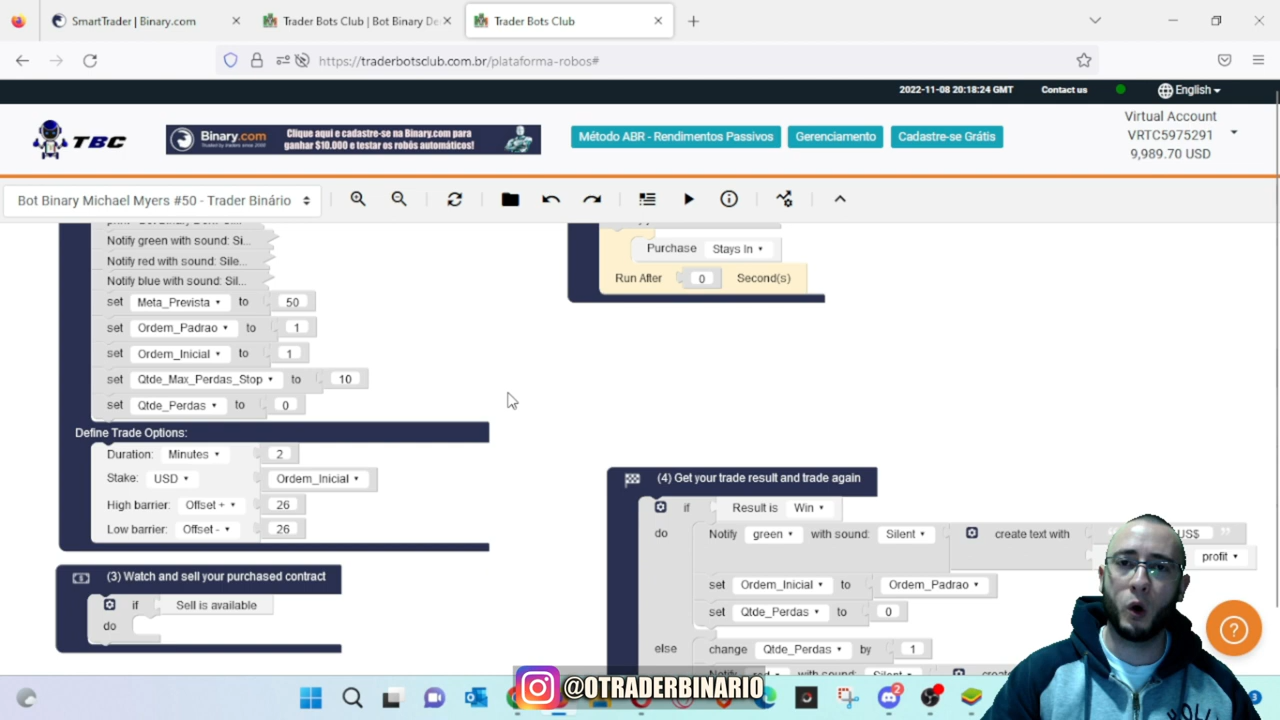 SmartTrader | Binary.com
Trader Bots Club | Bot Binary De
Trader Bots Club
https://traderbotsclub.com.br/plataforma-robos#
2022-11-08 20:18:24 GMT
Contact us
English
TBC
Binary.com
Clique aqui e cadastre-se na Binary.com para
ganhar $10.000 e testar os robôs automáticos!
Método ABR - Rendimentos Passivos
Gerenciamento
Cadastre-se Grátis
Virtual Account
VRTC5975291
9,989.70 USD
Bot Binary Michael Myers #50 - Trader Binário
Notify green with sound: Si...
Notify red with sound: Sile...
Notify blue with sound: Sil...
set Meta_Prevista to 50
set Ordem_Padrao to 1
set Ordem_Inicial to 1
set Qtde_Max_Perdas_Stop to 10
set Qtde_Perdas to 0
Define Trade Options:
Duration: Minutes 2
Stake: USD Ordem_Inicial
High barrier: Offset + 26
Low barrier: Offset - 26
(3) Watch and sell your purchased contract
if Sell is available
do
Purchase Stays In
Run After 0 Second(s)
(4) Get your trade result and trade again
if Result is Win
do Notify green with sound: Silent create text with US$
profit
set Ordem_Inicial to Ordem_Padrao
set Qtde_Perdas to 0
else change Qtde_Perdas by 1
@OTRADERBINARIO